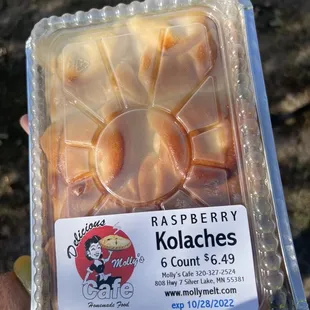 RASPBERRY
Kolaches
6 Count $6.49
Molly's Cafe 320-327-2524
808 Hwy 7 Silver Lake, MN 55381
www.mollymelt.com
exp 10/28/2022
Delicious
Molly's
Cafe
Homemade Food